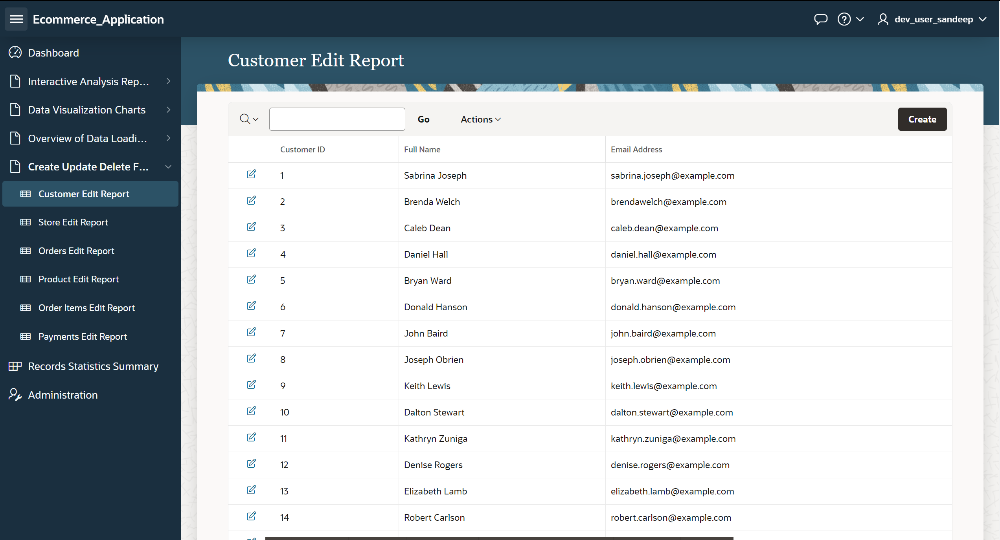 Ecommerce_Application
dev_user_sandeep
Dashboard
Interactive Analysis Rep...
Data Visualization Charts
Overview of Data Loadi...
Create Update Delete F...
Customer Edit Report
Store Edit Report
Orders Edit Report
Product Edit Report
Order Items Edit Report
Payments Edit Report
Records Statistics Summary
Administration
Customer Edit Report
Go Actions Create
Customer ID Full Name Email Address
1 Sabrina Joseph sabrina.joseph@example.com
2 Brenda Welch brendawelch@example.com
3 Caleb Dean caleb.dean@example.com
4 Daniel Hall daniel.hall@example.com
5 Bryan Ward bryan.ward@example.com
6 Donald Hanson donald.hanson@example.com
7 John Baird john.baird@example.com
8 Joseph Obrien joseph.obrien@example.com
9 Keith Lewis keith.lewis@example.com
10 Dalton Stewart dalton.stewart@example.com
11 Kathryn Zuniga kathryn.zuniga@example.com
12 Denise Rogers denise.rogers@example.com
13 Elizabeth Lamb elizabeth.lamb@example.com
14 Robert Carlson robert.carlson@example.com